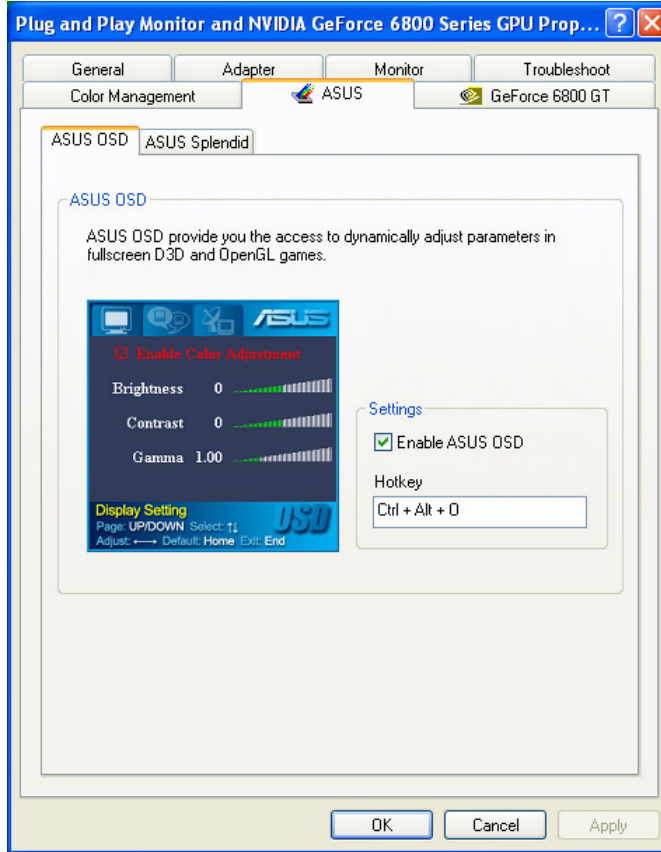 Plug and Play Monitor and NVIDIA GeForce 6800 Series GPU Prop...
General Adapter Monitor Troubleshoot
Color Management ASUS GeForce 6800 GT
ASUS OSD ASUS Splendid
ASUS OSD
ASUS OSD provide you the access to dynamically adjust parameters in
fullscreen D3D and OpenGL games.
ASUS
Enable Color Adjustment
Brightness 0
Contrast 0
Gamma 1.00
Display Setting
Page: UP/DOWN Select: ↑↓
Adjust: ←→ Default: Home Exit: End
OSD
Settings
Enable ASUS OSD
Hotkey
Ctrl + Alt + O
OK Cancel Apply